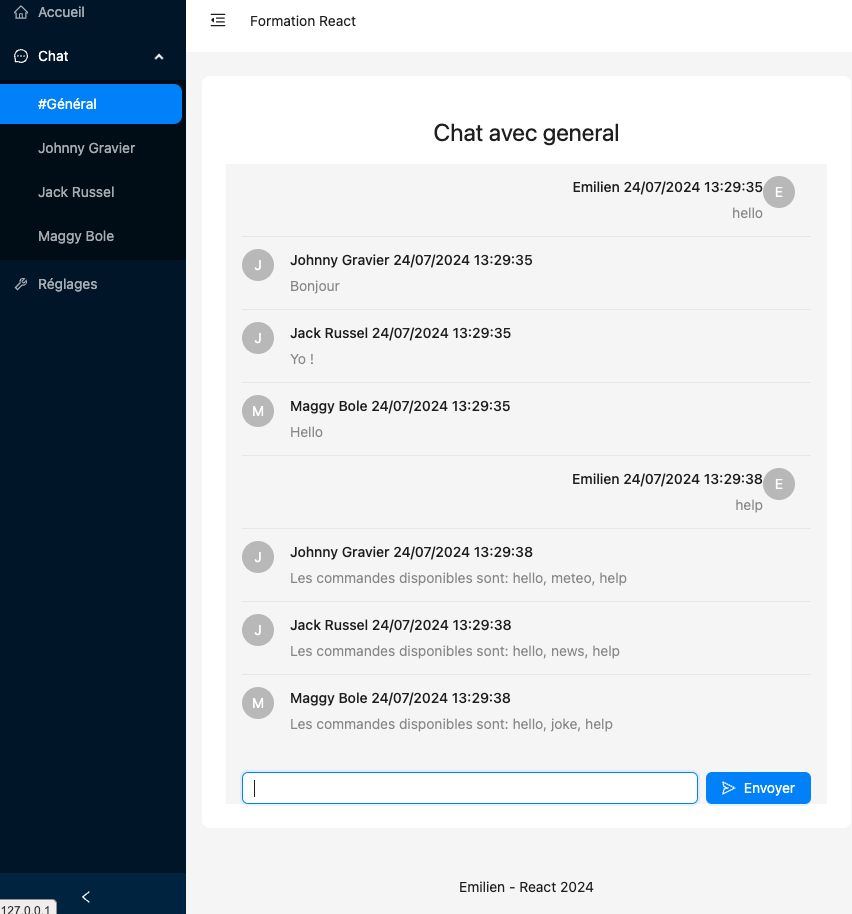 Accueil
Formation React
Chat
#Général
Johnny Gravier
Jack Russel
Maggy Bole
Réglages
Chat avec general
Emilien 24/07/2024 13:29:35
E
hello
J
Johnny Gravier 24/07/2024 13:29:35
Bonjour
J
Jack Russel 24/07/2024 13:29:35
Yo !
M
Maggy Bole 24/07/2024 13:29:35
Hello
Emilien 24/07/2024 13:29:38
E
help
J
Johnny Gravier 24/07/2024 13:29:38
Les commandes disponibles sont: hello, meteo, help
J
Jack Russel 24/07/2024 13:29:38
Les commandes disponibles sont: hello, news, help
M
Maggy Bole 24/07/2024 13:29:38
Les commandes disponibles sont: hello, joke, help
Envoyer
Emilien - React 2024
127.0.0.1